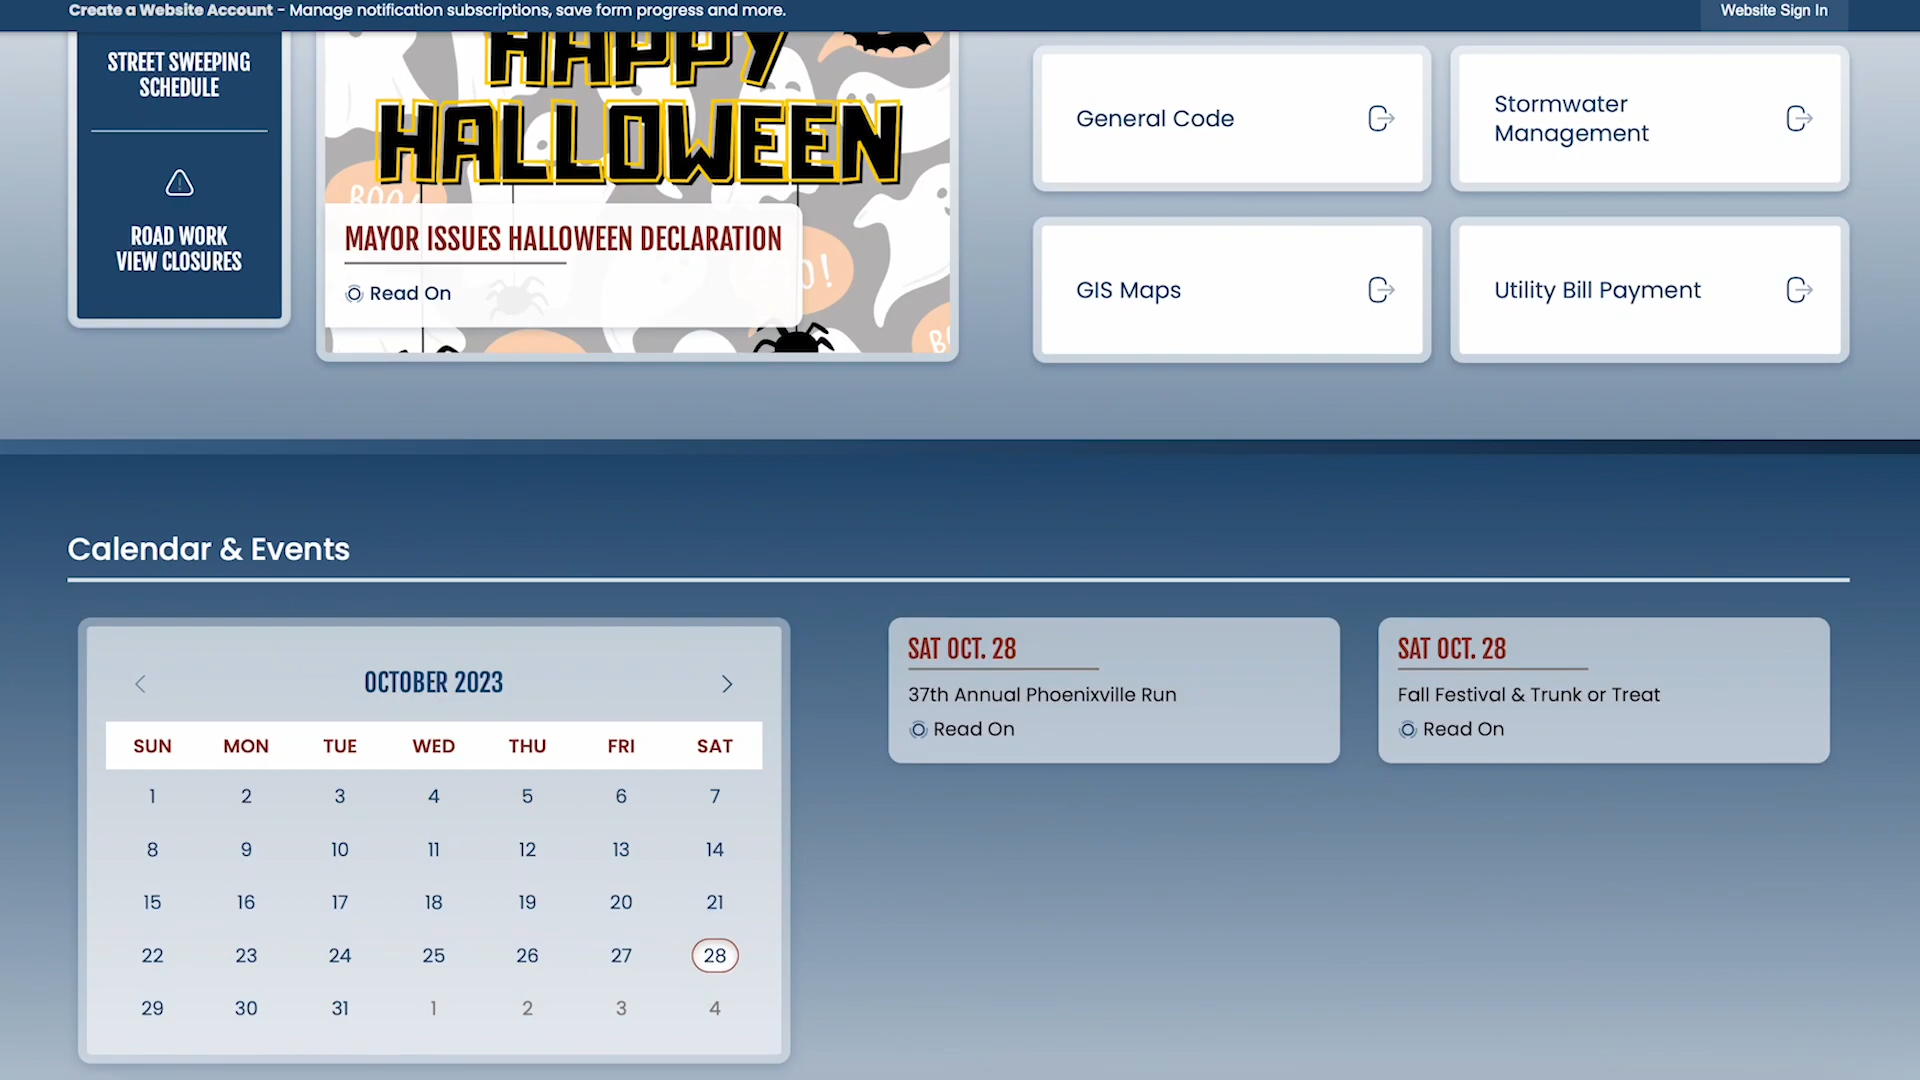 Create a Website Account - Manage notification subscriptions, save form progress and more.
Website Sign In
STREET SWEEPING
SCHEDULE
ROAD WORK
VIEW CLOSURES
HAPPY
HALLOWEEN
BOO!
MAYOR ISSUES HALLOWEEN DECLARATION
Read On
General Code
Stormwater
Management
GIS Maps
Utility Bill Payment
Calendar & Events
OCTOBER 2023
SUN MON TUE WED THU FRI SAT
1 2 3 4 5 6 7
8 9 10 11 12 13 14
15 16 17 18 19 20 21
22 23 24 25 26 27 28
29 30 31 1 2 3 4
SAT OCT. 28
37th Annual Phoenixville Run
Read On
SAT OCT. 28
Fall Festival & Trunk or Treat
Read On